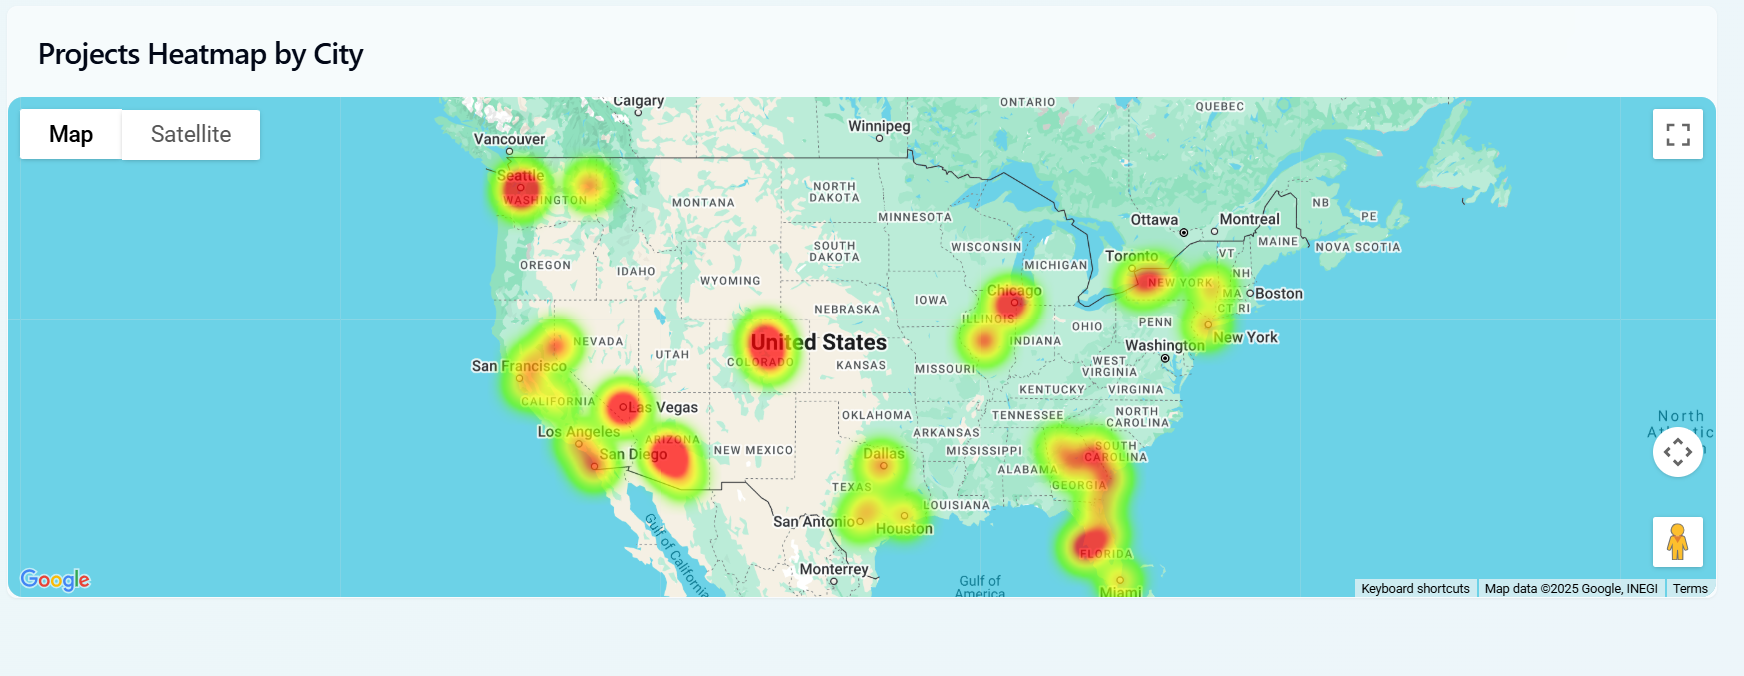 Projects Heatmap by City
Map
Satellite
Calgary
ONTARIO
QUEBEC
Winnipeg
Vancouver
Seattle
WASHINGTON
MONTANA
NORTH
DAKOTA
MINNESOTA
Ottawa
Montreal
NB
PE
MAINE
NOVA SCOTIA
OREGON
IDAHO
SOUTH
DAKOTA
WISCONSIN
MICHIGAN
Toronto
VT
NH
WYOMING
NEW YORK
MA
Boston
CT RI
IOWA
Chicago
NEBRASKA
ILLINOIS
OHIO
PENN
NEVADA
United States
INDIANA
New York
Washington
UTAH
COLORADO
KANSAS
MISSOURI
WEST
VIRGINIA
San Francisco
KENTUCKY
VIRGINIA
CALIFORNIA
Las Vegas
OKLAHOMA
TENNESSEE
NORTH
CAROLINA
Los Angeles
ARIZONA
NEW MEXICO
ARKANSAS
San Diego
Dallas
MISSISSIPPI
SOUTH
CAROLINA
ALABAMA
TEXAS
GEORGIA
LOUISIANA
San Antonio
Houston
Gulf of California
FLORIDA
Monterrey
Gulf of
America
Miami
North
Google
Keyboard shortcuts
Map data ©2025 Google, INEGI
Terms